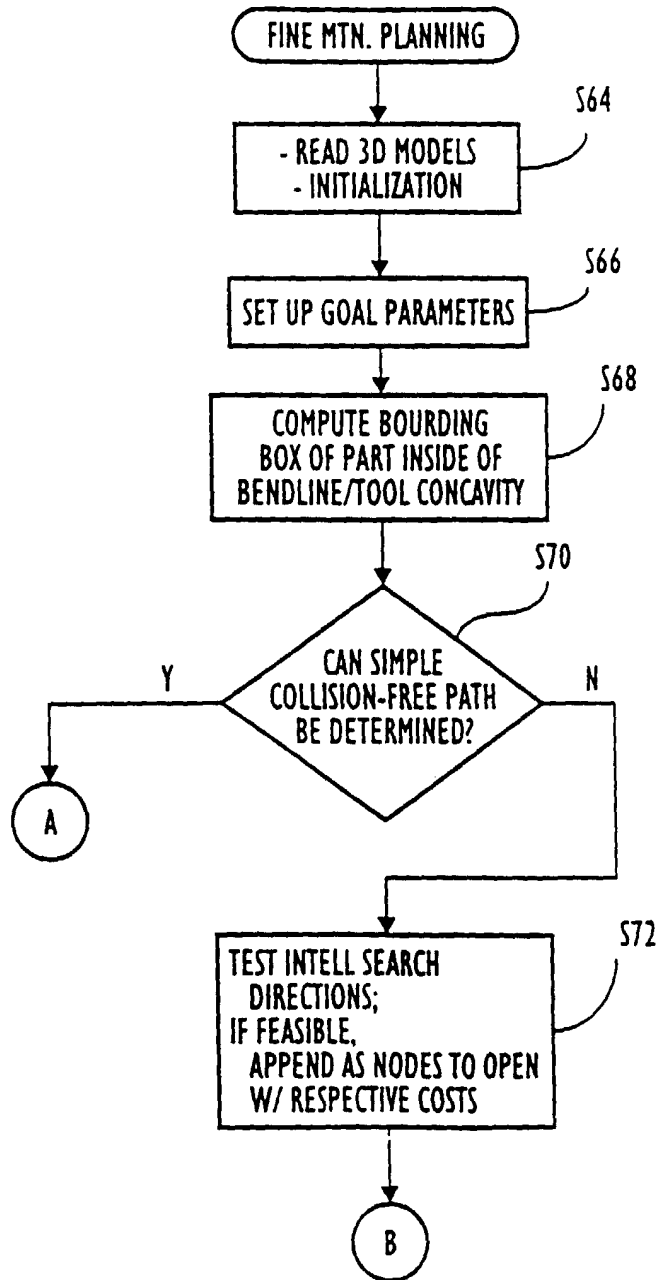 FINE MTN. PLANNING
S64
- READ 3D MODELS
- INITIALIZATION
S66
SET UP GOAL PARAMETERS
S68
COMPUTE BOURDING
BOX OF PART INSIDE OF
BENDLINE/TOOL CONCAVITY
S70
CAN SIMPLE
COLLISION-FREE PATH
BE DETERMINED?
Y
N
A
S72
TEST INTELL SEARCH
DIRECTIONS;
IF FEASIBLE,
APPEND AS NODES TO OPEN
W/ RESPECTIVE COSTS
B